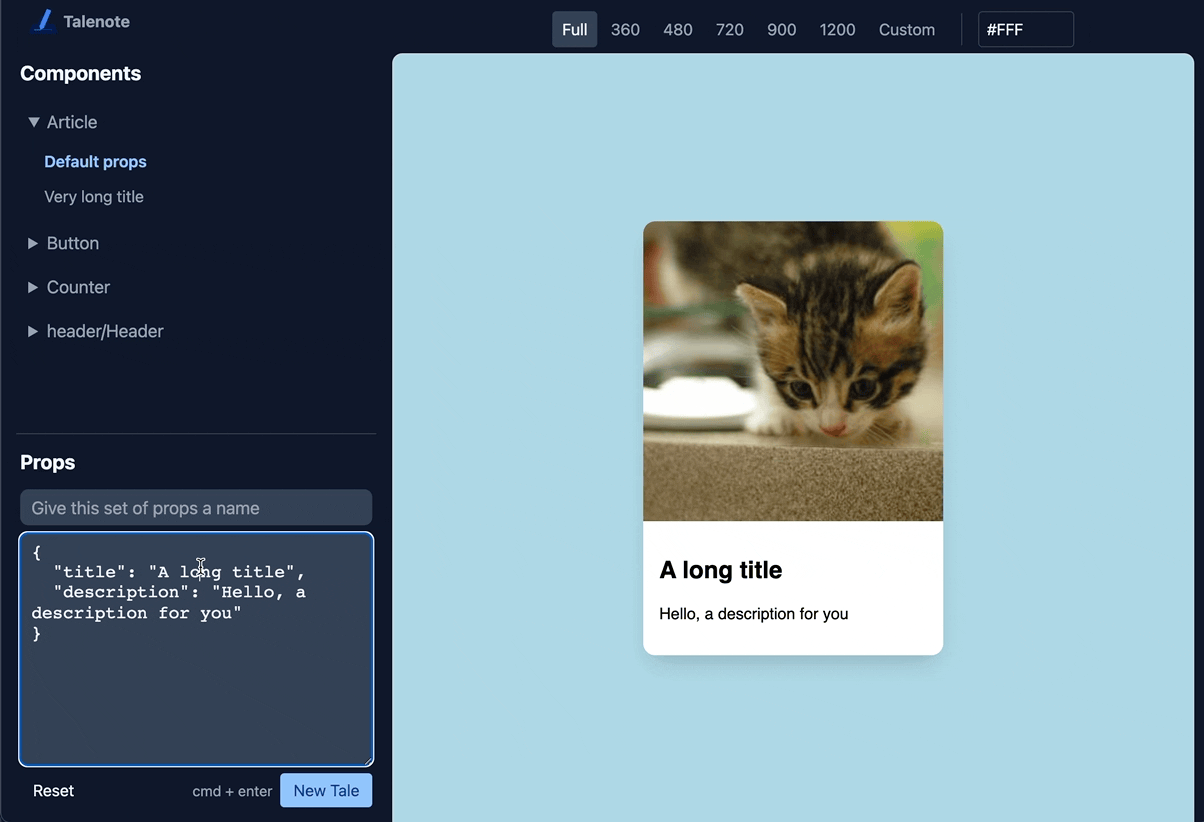 Talenote
Full 360 480 720 900 1200 Custom #FFF
Components
Article
Default props
Very long title
Button
Counter
header/Header
Props
Give this set of props a name
{
"title": "A long title",
"description": "Hello, a
description for you"
}
Reset cmd + enter New Tale
A long title
Hello, a description for you